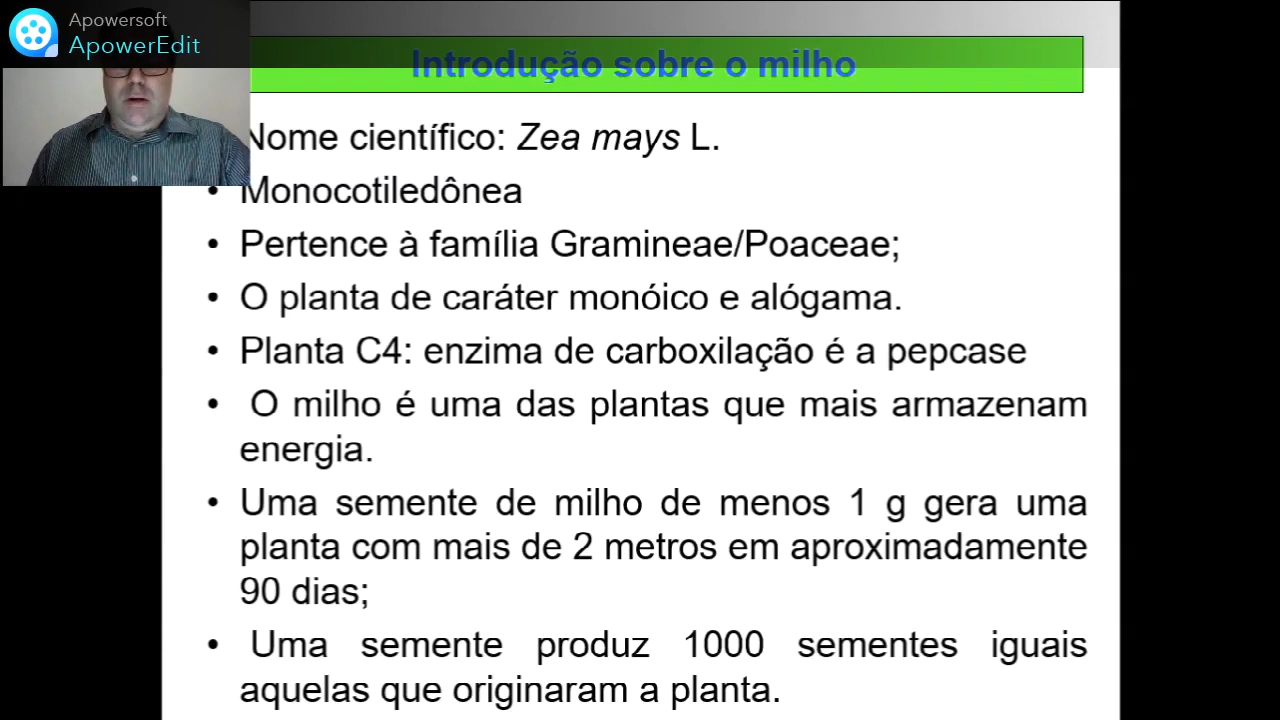 Apowersoft
ApowerEdit
Introdução sobre o milho
Nome científico: Zea mays L.
• Monocotiledônea
• Pertence à família Gramineae/Poaceae;
• O planta de caráter monóico e alógama.
• Planta C4: enzima de carboxilação é a pepcase
• O milho é uma das plantas que mais armazenam
energia.
• Uma semente de milho de menos 1 g gera uma
planta com mais de 2 metros em aproximadamente
90 dias;
• Uma semente produz 1000 sementes iguais
aquelas que originaram a planta.